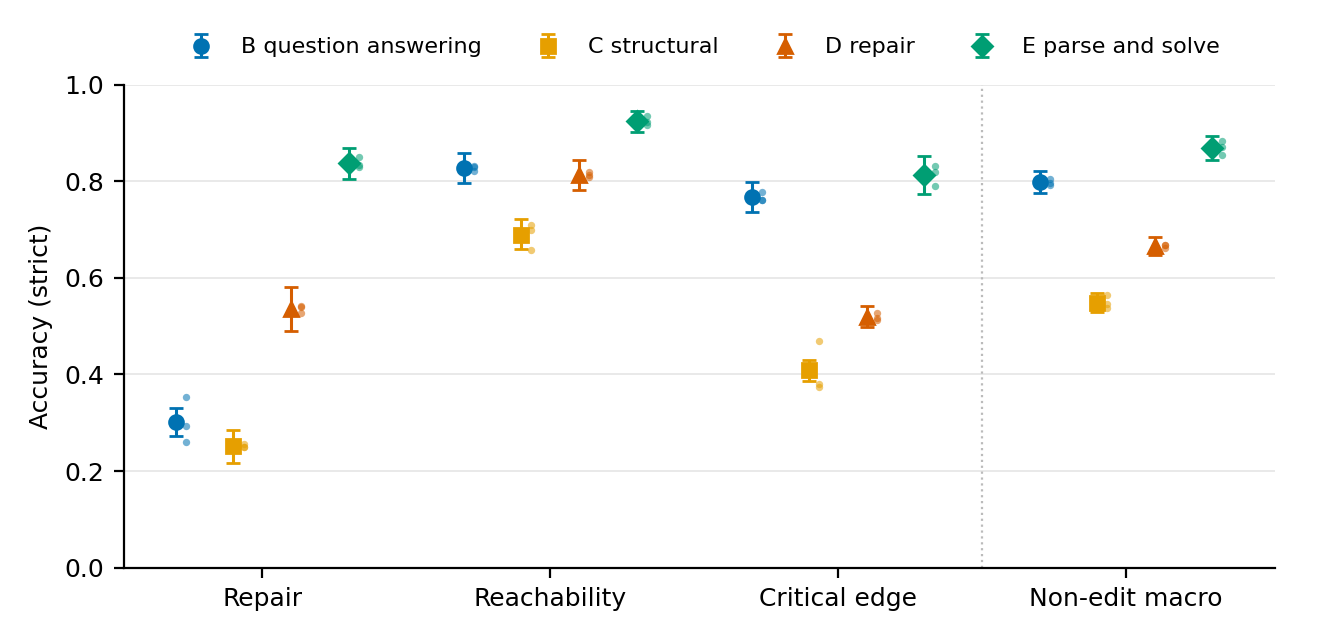 B question answering C structural D repair E parse and solve
1.0
0.8
0.6
0.4
0.2
0.0
Accuracy (strict)
Repair Reachability Critical edge Non-edit macro